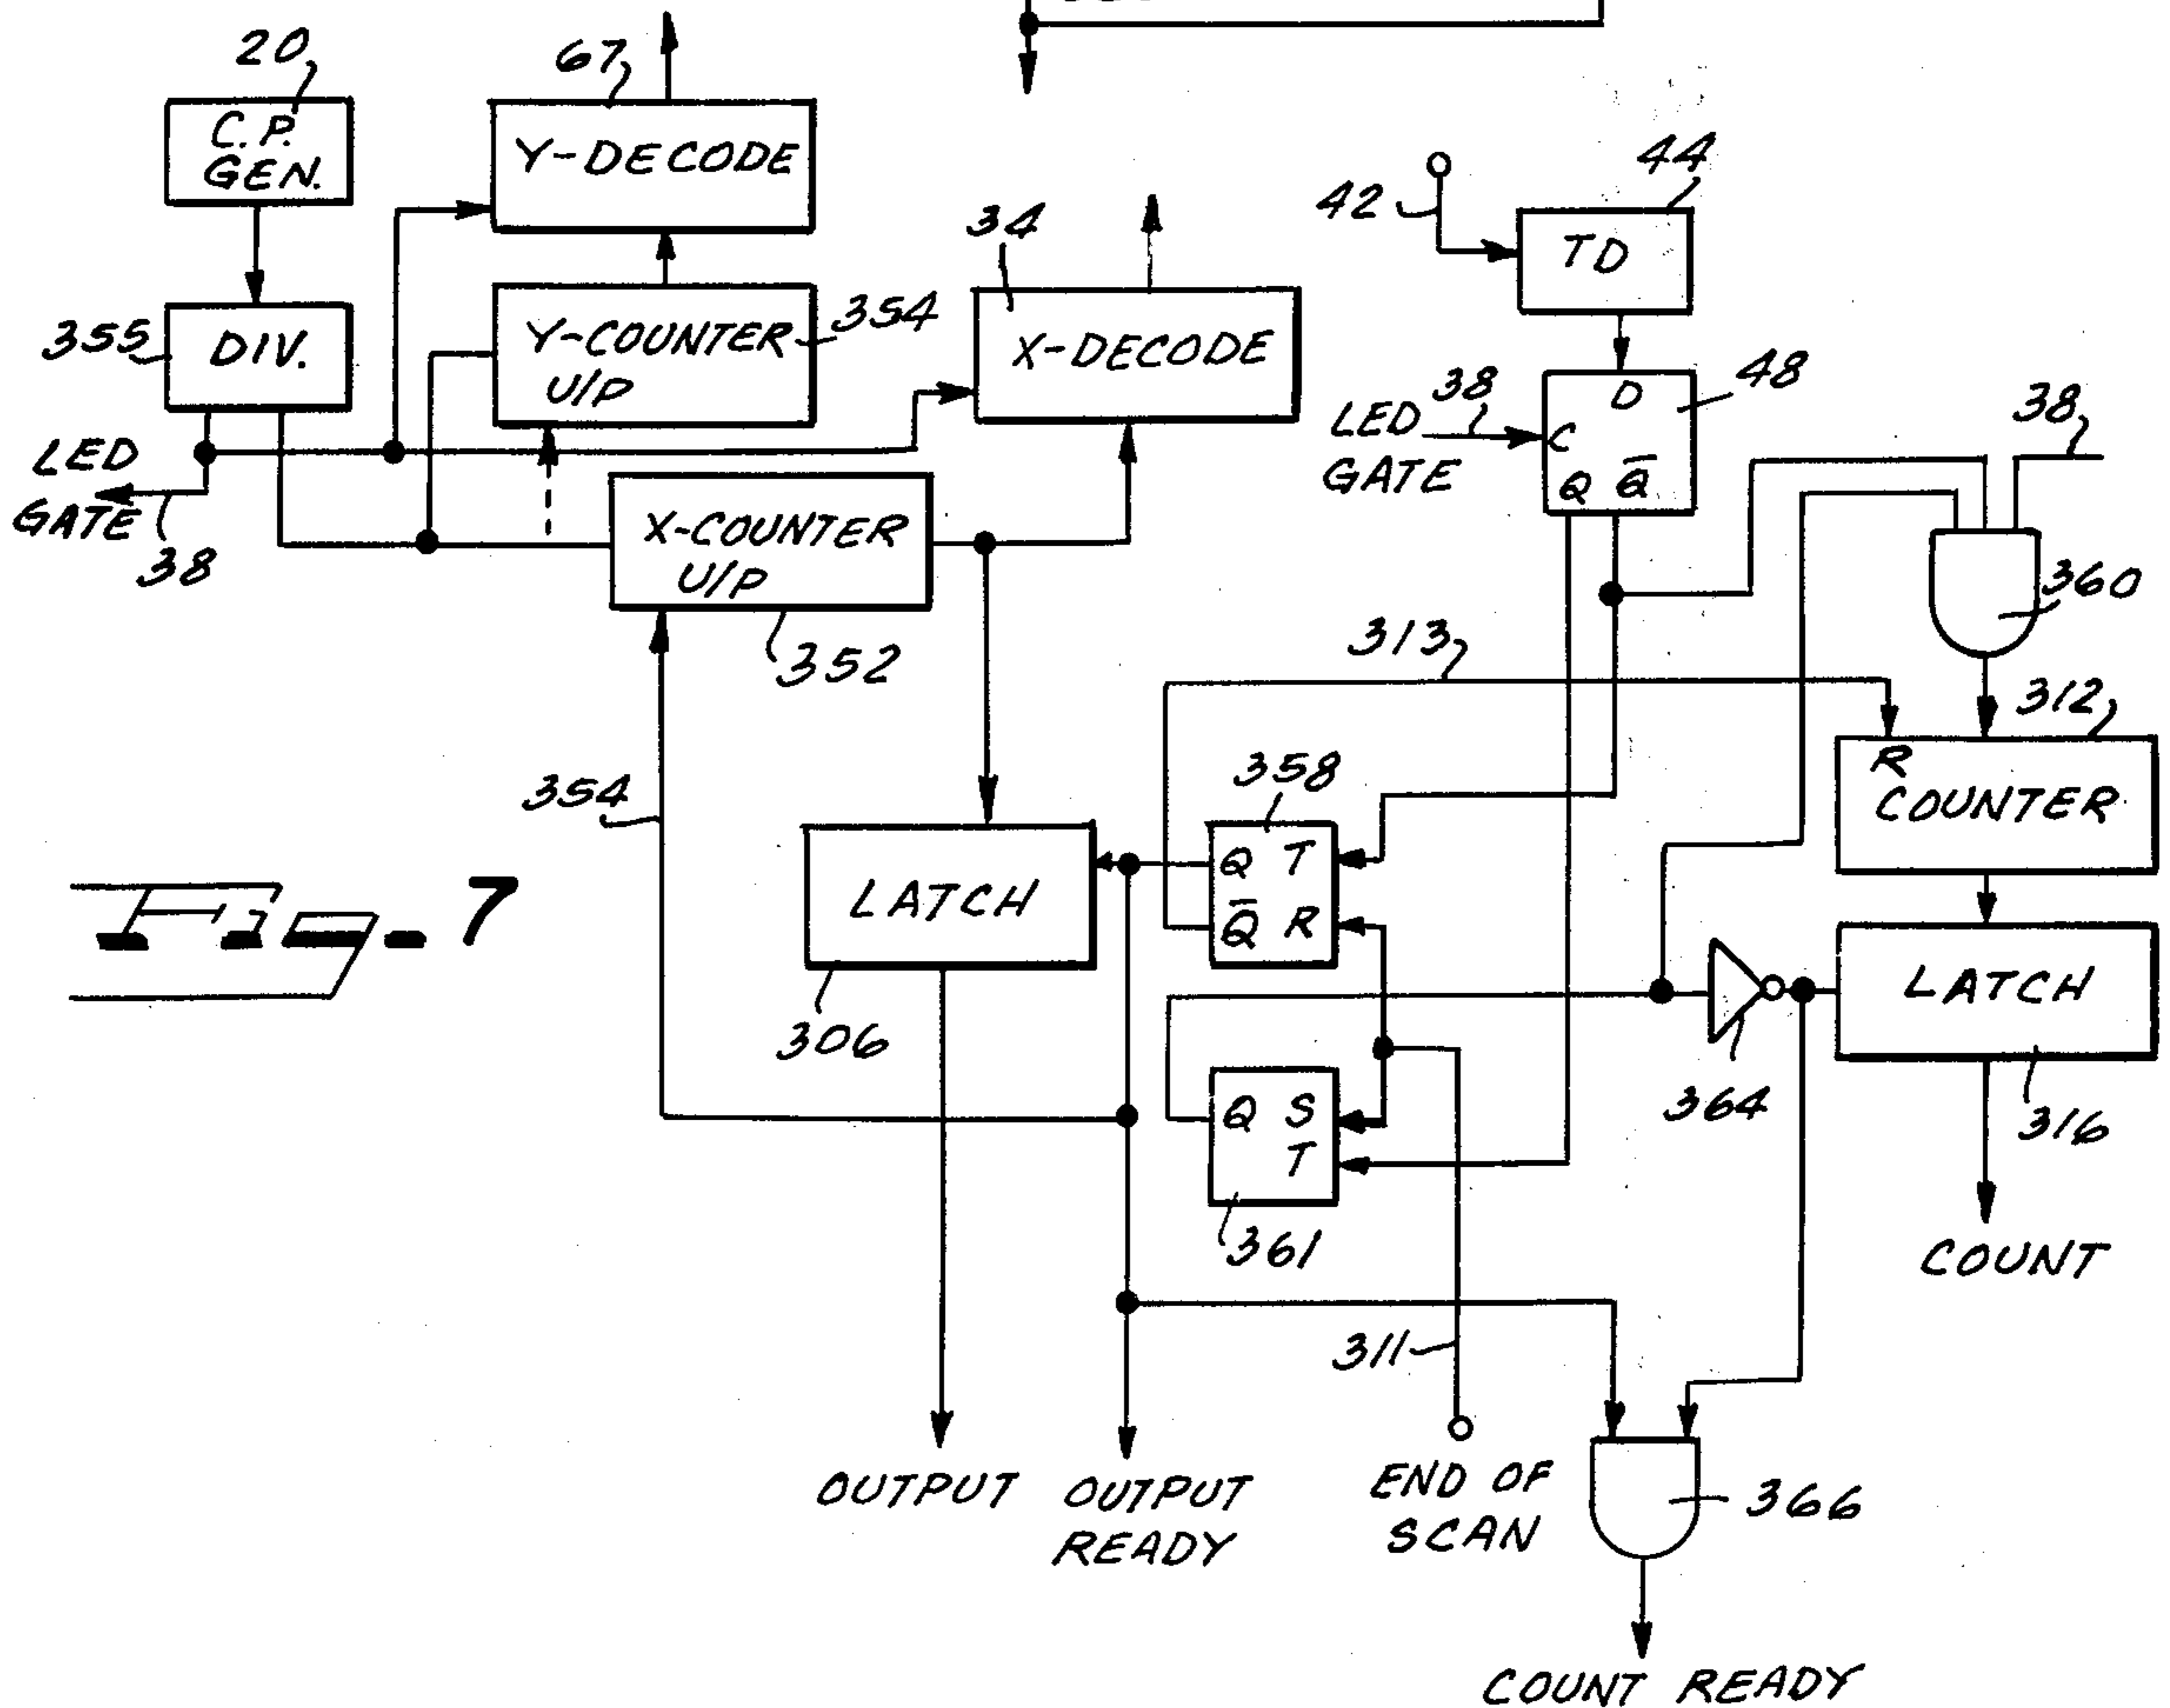 20
67
C.P.
GEN.
Y-DECODE
44
42
34
TD
355
DIV.
Y-COUNTER
U/P
354
X-DECODE
D
48
LED
GATE
38
C
Q Q̅
38
LED
GATE
38
X-COUNTER
U/P
352
360
313
312
R
COUNTER
354
358
Q T
Q̅ R
LATCH
306
LATCH
316
364
Q S
T
361
COUNT
311
Fig-7
OUTPUT
OUTPUT
READY
END OF
SCAN
366
COUNT READY